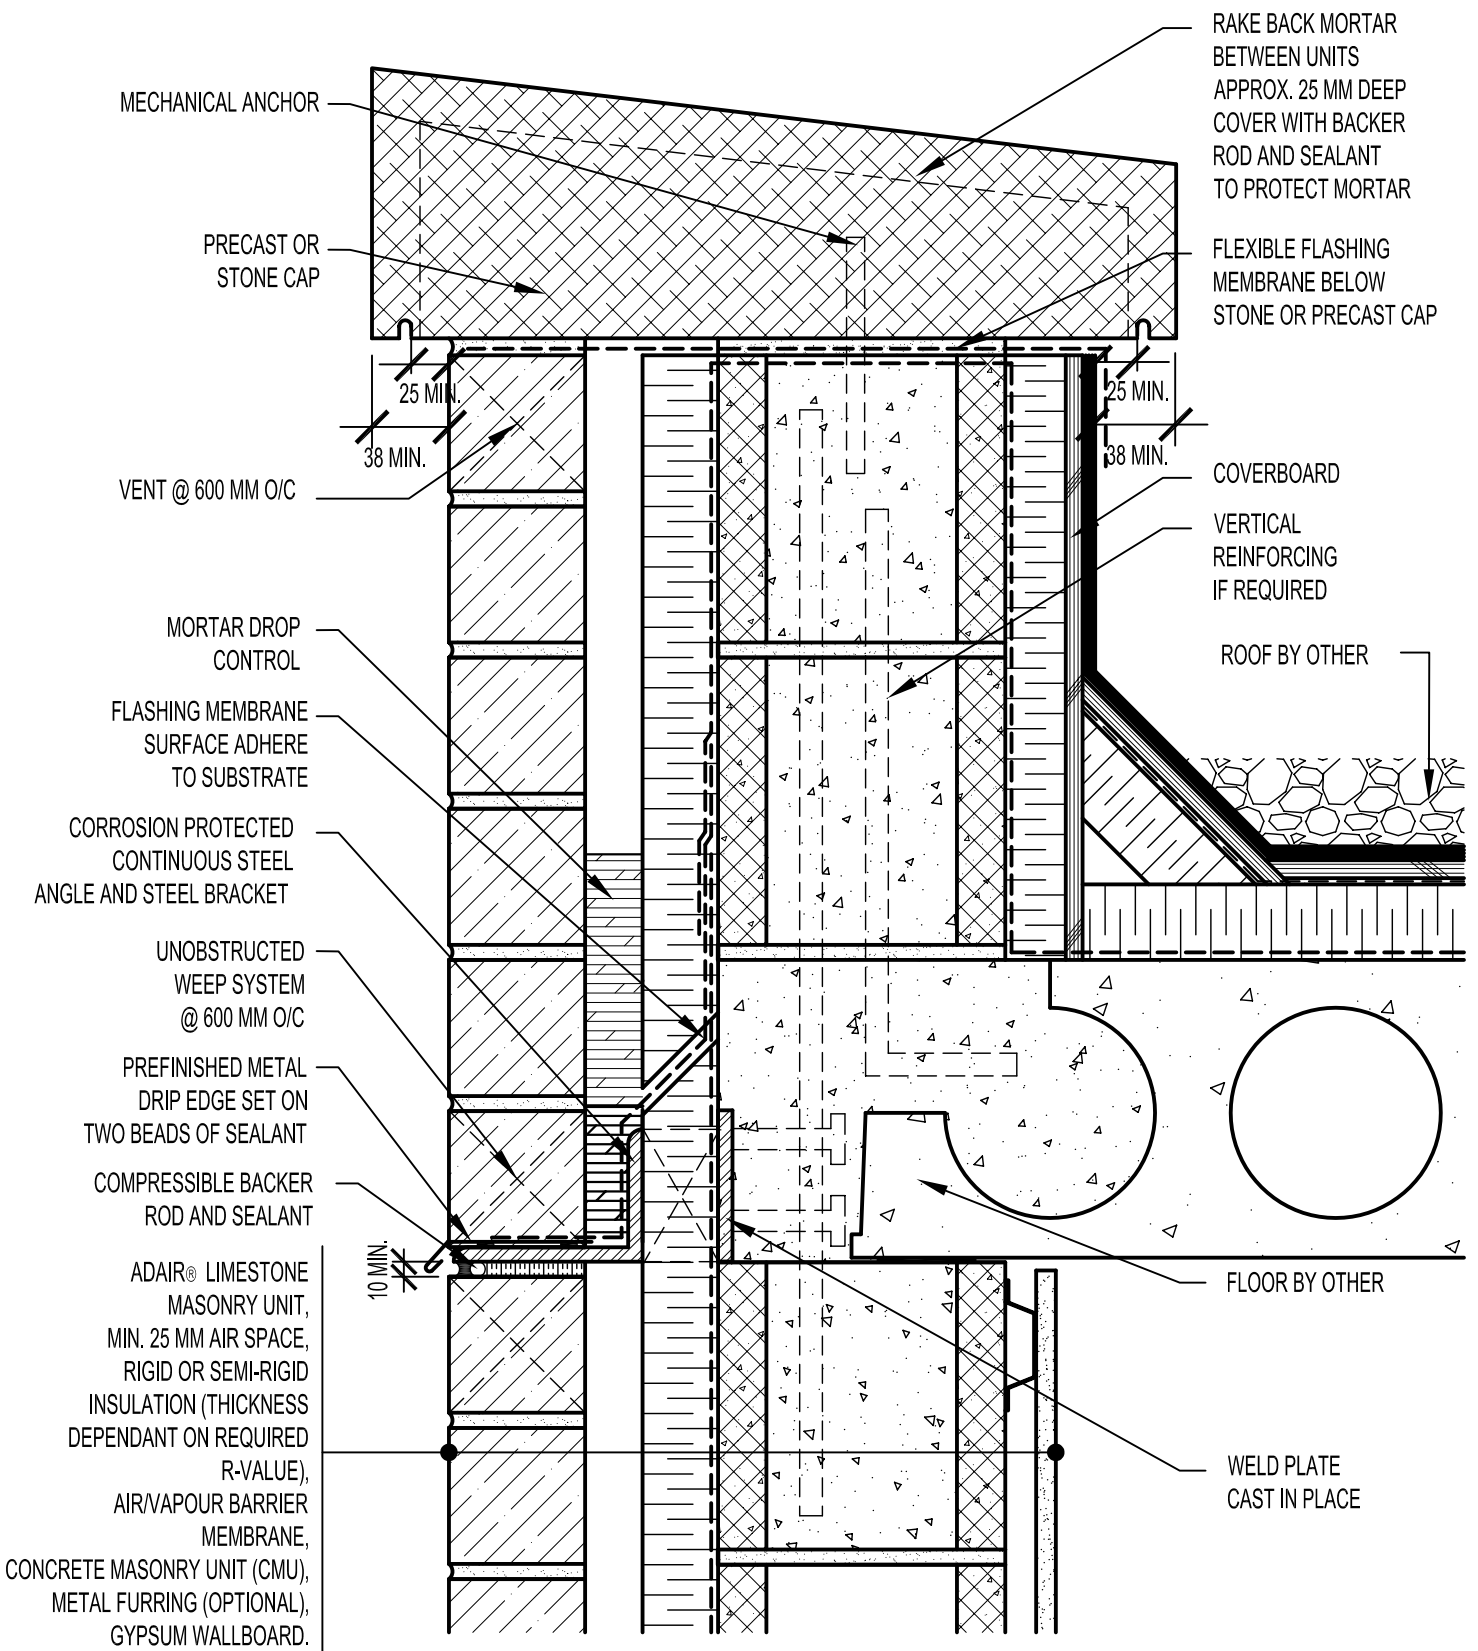 RAKE BACK MORTAR
BETWEEN UNITS
APPROX. 25 MM DEEP
COVER WITH BACKER
ROD AND SEALANT
TO PROTECT MORTAR
MECHANICAL ANCHOR
PRECAST OR
STONE CAP
FLEXIBLE FLASHING
MEMBRANE BELOW
STONE OR PRECAST CAP
25 MIN.
38 MIN.
25 MIN.
38 MIN.
VENT @ 600 MM O/C
COVERBOARD
VERTICAL
REINFORCING
IF REQUIRED
MORTAR DROP
CONTROL
ROOF BY OTHER
FLASHING MEMBRANE
SURFACE ADHERE
TO SUBSTRATE
CORROSION PROTECTED
CONTINUOUS STEEL
ANGLE AND STEEL BRACKET
UNOBSTRUCTED
WEEP SYSTEM
@ 600 MM O/C
PREFINISHED METAL
DRIP EDGE SET ON
TWO BEADS OF SEALANT
COMPRESSIBLE BACKER
ROD AND SEALANT
10 MIN.
ADAIR® LIMESTONE
MASONRY UNIT,
MIN. 25 MM AIR SPACE,
RIGID OR SEMI-RIGID
INSULATION (THICKNESS
DEPENDANT ON REQUIRED
R-VALUE),
AIR/VAPOUR BARRIER
MEMBRANE,
CONCRETE MASONRY UNIT (CMU),
METAL FURRING (OPTIONAL),
GYPSUM WALLBOARD.
FLOOR BY OTHER
WELD PLATE
CAST IN PLACE